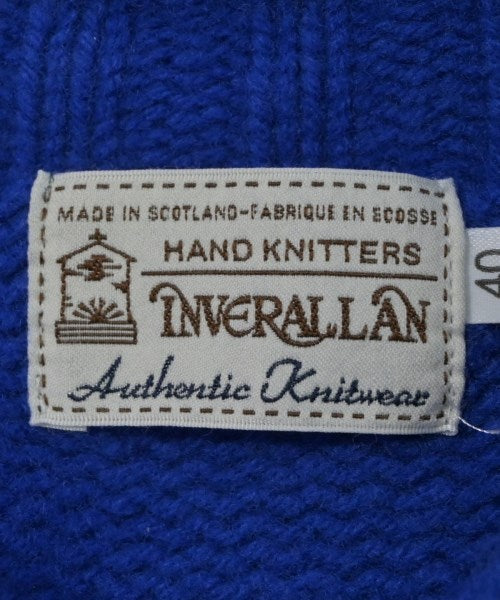 MADE IN SCOTLAND-FABRIQUE EN ECOSSE
HAND KNITTERS
INVERALLAN
Authentic Knitwear
40